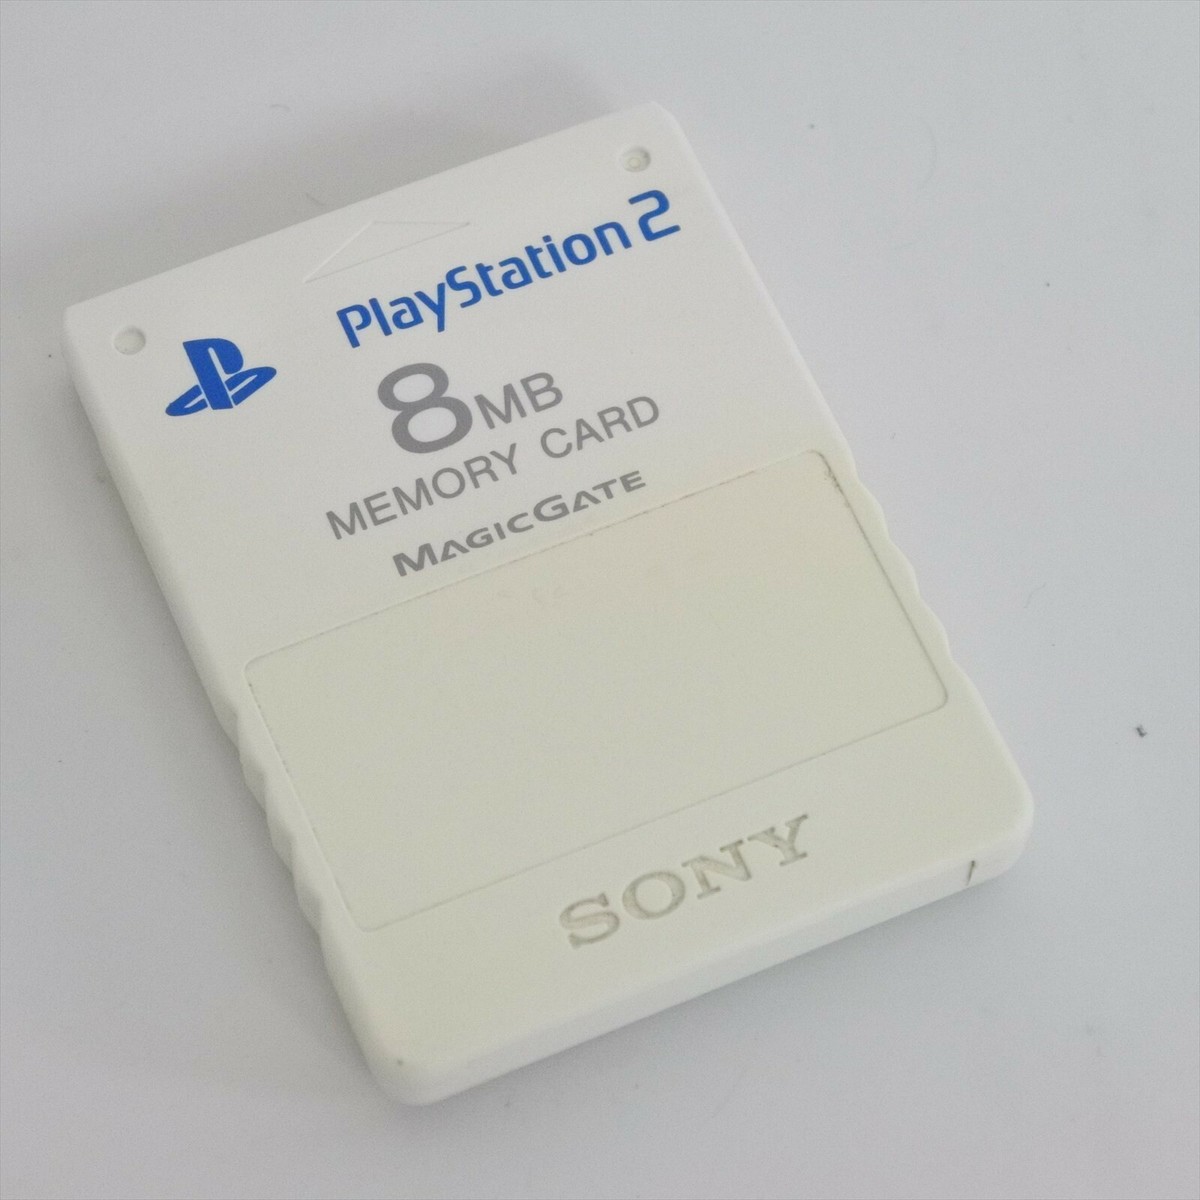 PlayStation 2
8MB
MEMORY CARD
MAGICGATE
SONY